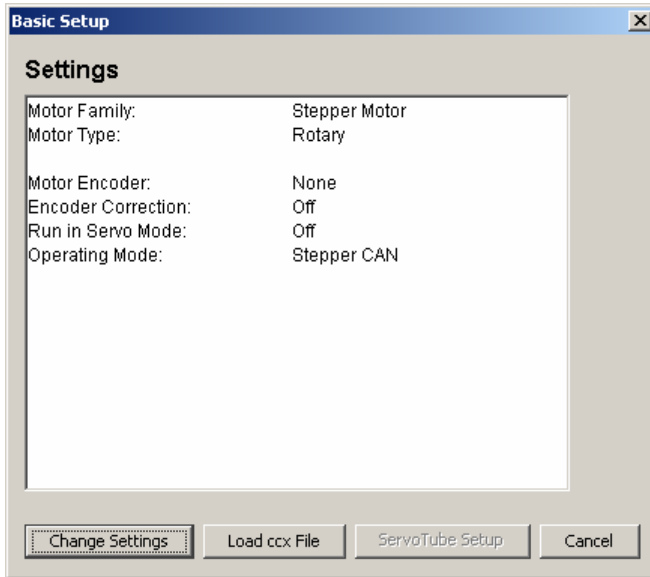 Basic Setup
Settings
Motor Family: Stepper Motor
Motor Type: Rotary
Motor Encoder: None
Encoder Correction: Off
Run in Servo Mode: Off
Operating Mode: Stepper CAN
Change Settings Load ccx File ServoTube Setup Cancel